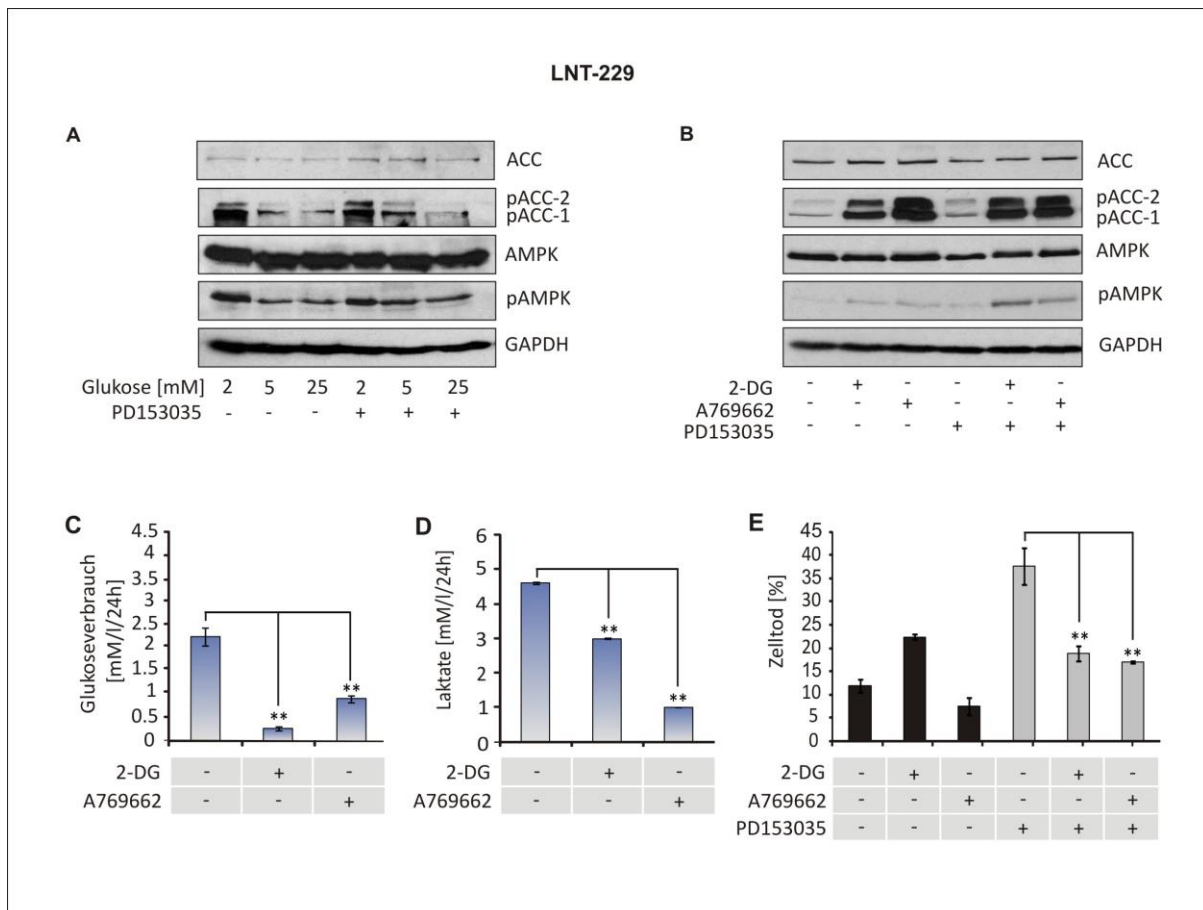 LNT-229
A
ACC
pACC-2
pACC-1
AMPK
pAMPK
GAPDH
Glukose [mM] 2 5 25 2 5 25
PD153035 - - - + + +
B
ACC
pACC-2
pACC-1
AMPK
pAMPK
GAPDH
2-DG - + - - + -
A769662 - - + - - +
PD153035 - - - + + +
C
Glukoseverbrauch
[mM/l/24h]
4.5
4
3.5
3
2.5
2
1.5
1
0.5
0
**
**
2-DG - + -
A769662 - - +
D
Laktate [mM/l/24h]
6
5
4
3
2
1
0
**
**
2-DG - + -
A769662 - - +
E
Zelltod [%]
45
40
35
30
25
20
15
10
5
0
**
**
2-DG - + - - + -
A769662 - - + - - +
PD153035 - - - + + +